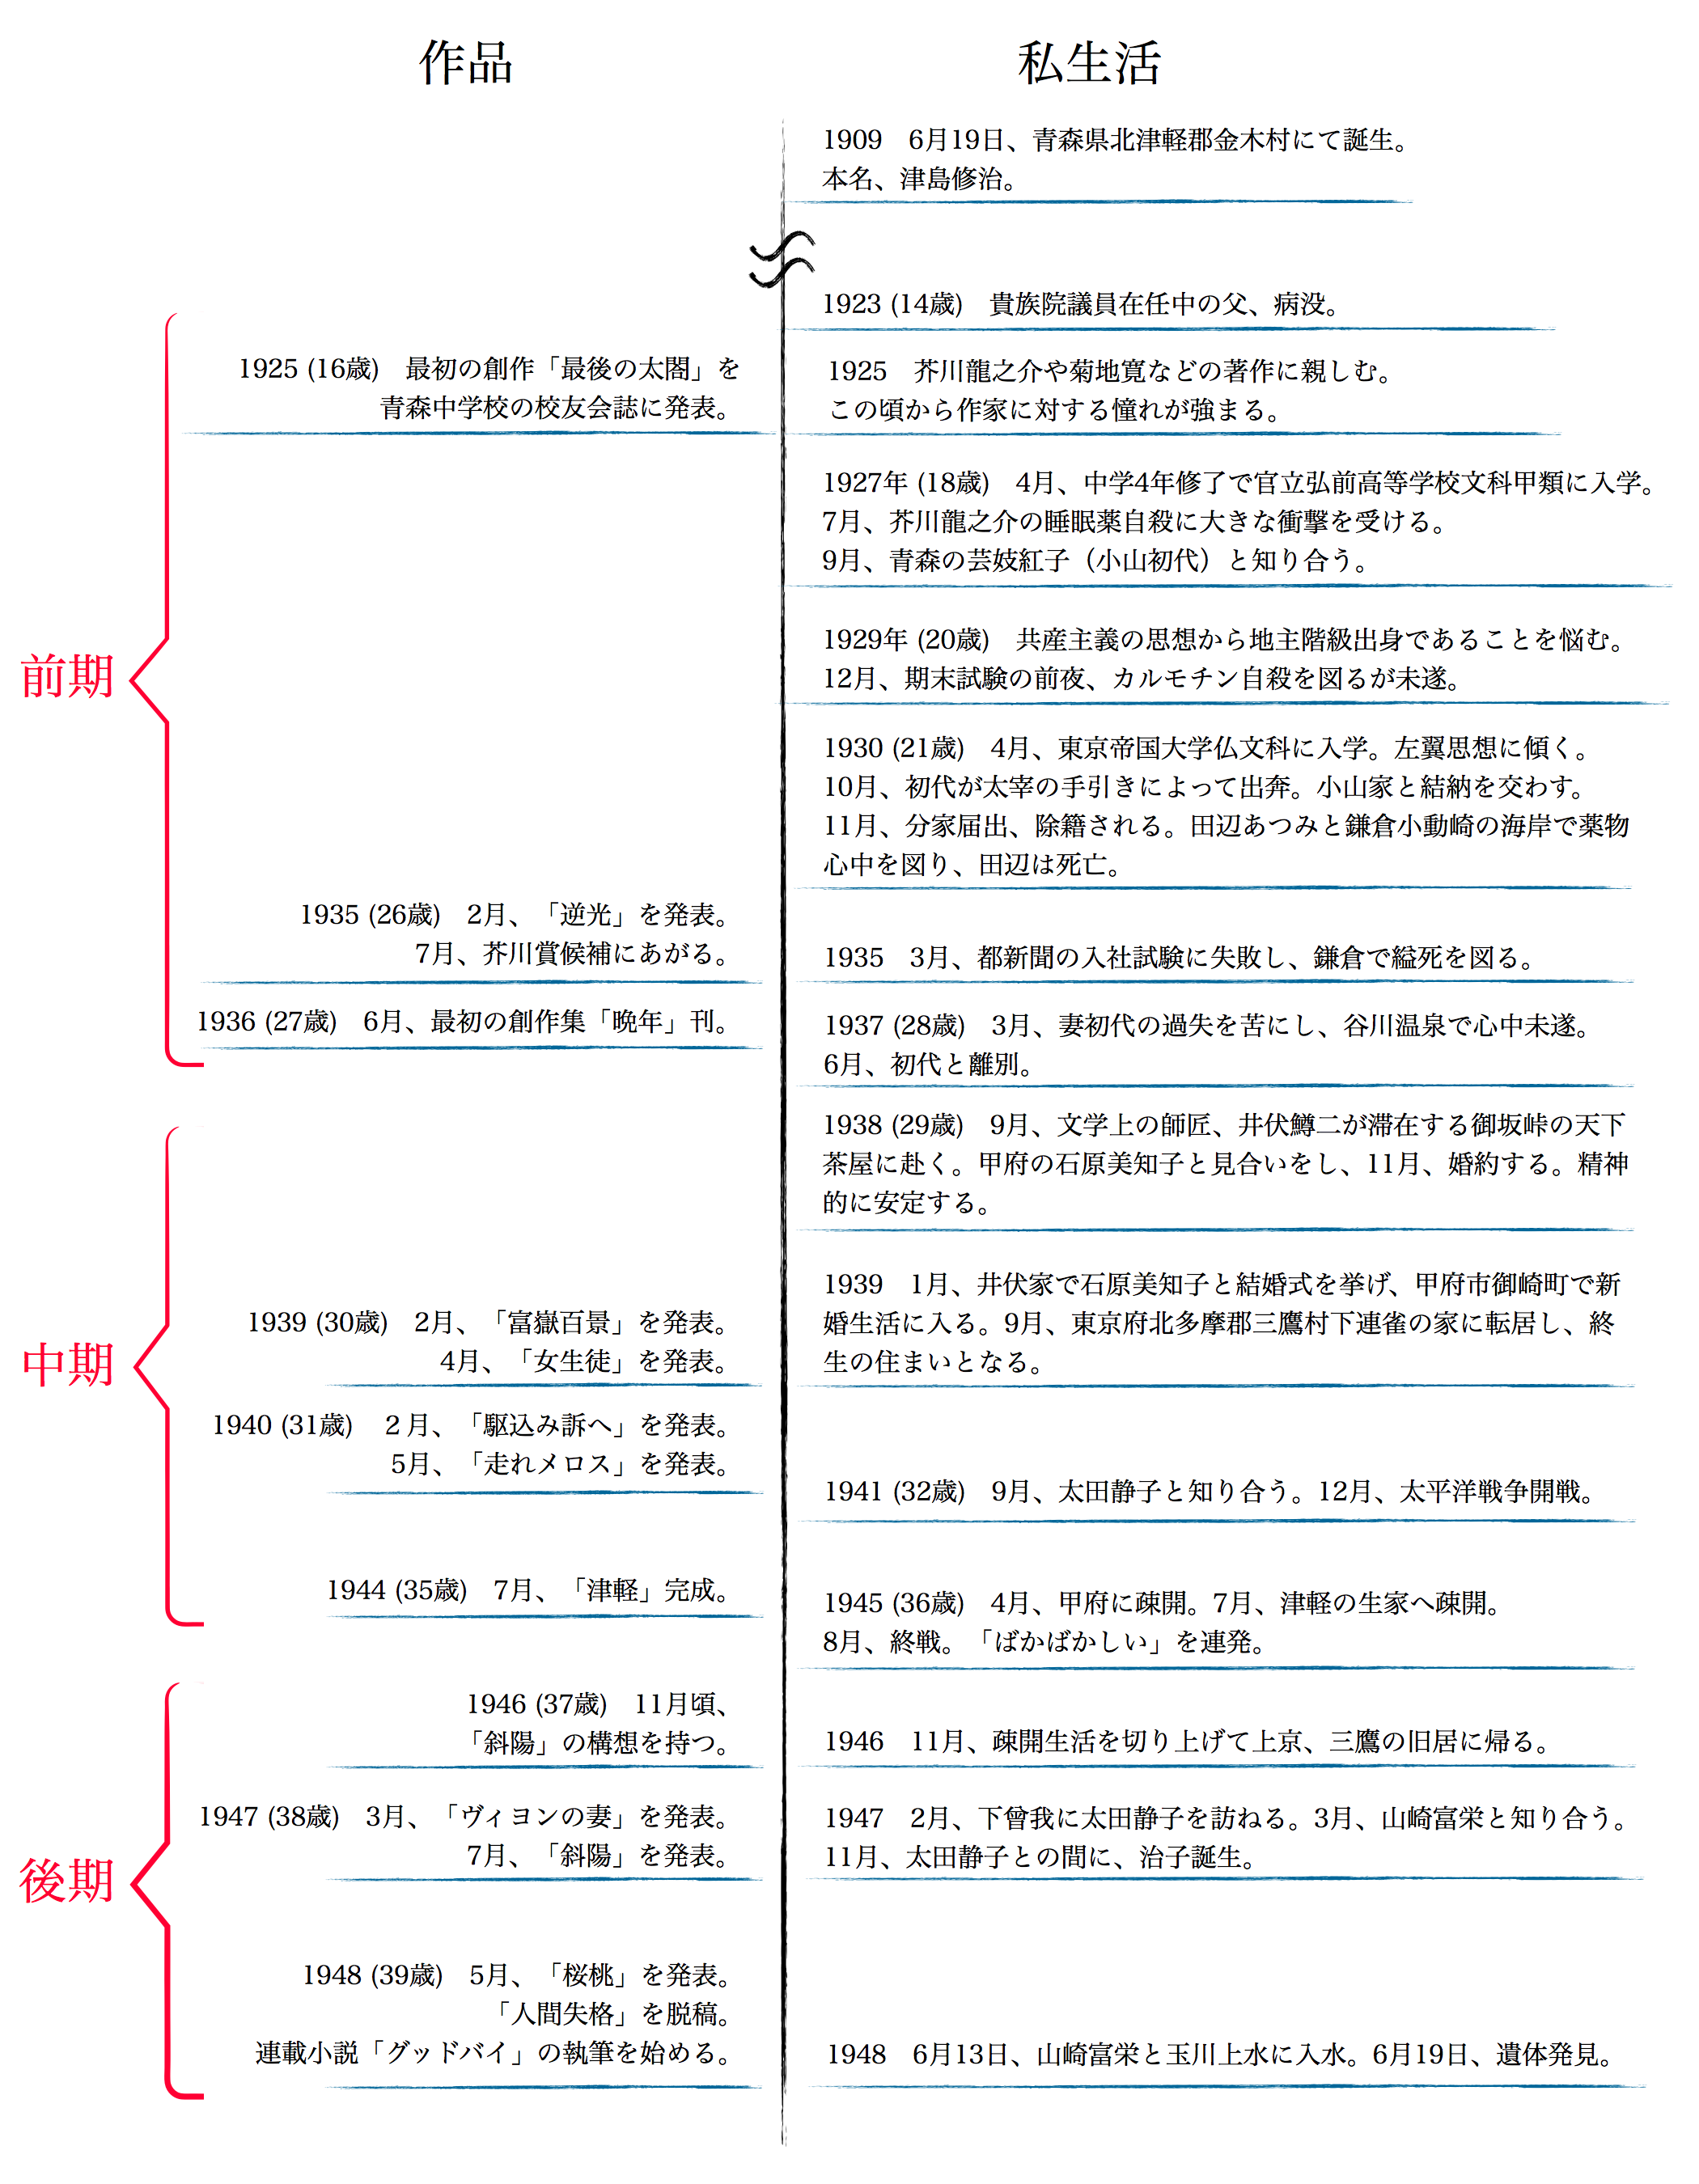 作品
私生活
1909　6月19日、青森県北津軽郡金木村にて誕生。
本名、津島修治。
1923 (14歳)　貴族院議員在任中の父、病没。
前期
1925 (16歳)　最初の創作「最後の太閤」を
青森中学校の校友会誌に発表。
1925　芥川龍之介や菊地寛などの著作に親しむ。
この頃から作家に対する憧れが強まる。
1927年 (18歳)　4月、中学4年修了で官立弘前高等学校文科甲類に入学。
7月、芥川龍之介の睡眠薬自殺に大きな衝撃を受ける。
9月、青森の芸妓紅子（小山初代）と知り合う。
1929年 (20歳)　共産主義の思想から地主階級出身であることを悩む。
12月、期末試験の前夜、カルモチン自殺を図るが未遂。
1930 (21歳)　4月、東京帝国大学仏文科に入学。左翼思想に傾く。
10月、初代が太宰の手引きによって出奔。小山家と結納を交わす。
11月、分家届出、除籍される。田辺あつみと鎌倉小動崎の海岸で薬物
心中を図り、田辺は死亡。
1935 (26歳)　2月、「逆光」を発表。
7月、芥川賞候補にあがる。
1935　3月、都新聞の入社試験に失敗し、鎌倉で縊死を図る。
1936 (27歳)　6月、最初の創作集「晩年」刊。
1937 (28歳)　3月、妻初代の過失を苦にし、谷川温泉で心中未遂。
6月、初代と離別。
中期
1938 (29歳)　9月、文学上の師匠、井伏鱒二が滞在する御坂峠の天下
茶屋に赴く。甲府の石原美知子と見合いをし、11月、婚約する。精神
的に安定する。
1939 (30歳)　2月、「富嶽百景」を発表。
4月、「女生徒」を発表。
1939　1月、井伏家で石原美知子と結婚式を挙げ、甲府市御崎町で新
婚生活に入る。9月、東京府北多摩郡三鷹村下連雀の家に転居し、終
生の住まいとなる。
1940 (31歳)　2月、「駆込み訴へ」を発表。
5月、「走れメロス」を発表。
1941 (32歳)　9月、太田静子と知り合う。12月、太平洋戦争開戦。
1944 (35歳)　7月、「津軽」完成。
1945 (36歳)　4月、甲府に疎開。7月、津軽の生家へ疎開。
8月、終戦。「ばかばかしい」を連発。
後期
1946 (37歳)　11月頃、
「斜陽」の構想を持つ。
1946　11月、疎開生活を切り上げて上京、三鷹の旧居に帰る。
1947 (38歳)　3月、「ヴィヨンの妻」を発表。
7月、「斜陽」を発表。
1947　2月、下曾我に太田静子を訪ねる。3月、山崎富栄と知り合う。
11月、太田静子との間に、治子誕生。
1948 (39歳)　5月、「桜桃」を発表。
「人間失格」を脱稿。
連載小説「グッドバイ」の執筆を始める。
1948　6月13日、山崎富栄と玉川上水に入水。6月19日、遺体発見。